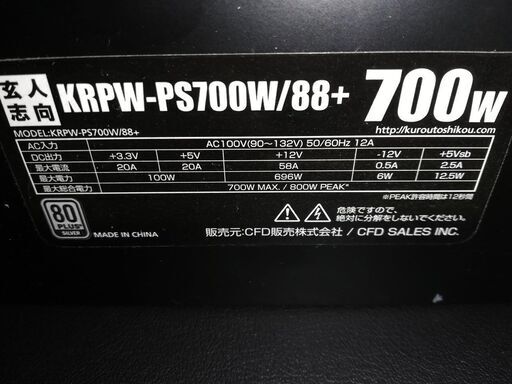 玄人
志向
KRPW-PS700W/88+
700W
MODEL:KRPW-PS700W/88+
http://kuroutoshikou.com/
AC入力 AC100V(90〜132V) 50/60Hz 12A
DC出力 +3.3V +5V +12V -12V +5Vsb
最大電流 20A 20A 58A 0.5A 2.5A
最大電力 100W 696W 6W 12.5W
最大総合電力 700W MAX. / 800W PEAK*
*PEAK許容時間は12秒間
80
PLUS
SILVER
MADE IN CHINA
危険ですので、
絶対に分解をしないでください。
販売元:CFD販売株式会社 / CFD SALES INC.